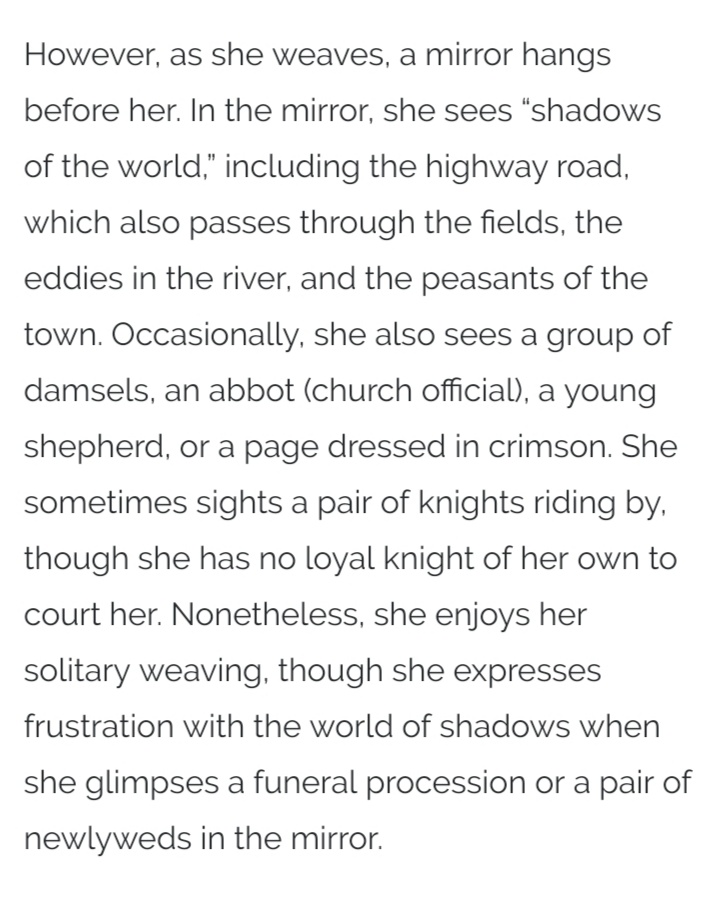 However, as she weaves, a mirror hangs
before her. In the mirror, she sees “shadows
of the world,” including the highway road,
which also passes through the fields, the
eddies in the river, and the peasants of the
town. Occasionally, she also sees a group of
damsels, an abbot (church official), a young
shepherd, or a page dressed in crimson. She
sometimes sights a pair of knights riding by,
though she has no loyal knight of her own to
court her. Nonetheless, she enjoys her
solitary weaving, though she expresses
frustration with the world of shadows when
she glimpses a funeral procession or a pair of
newlyweds in the mirror.